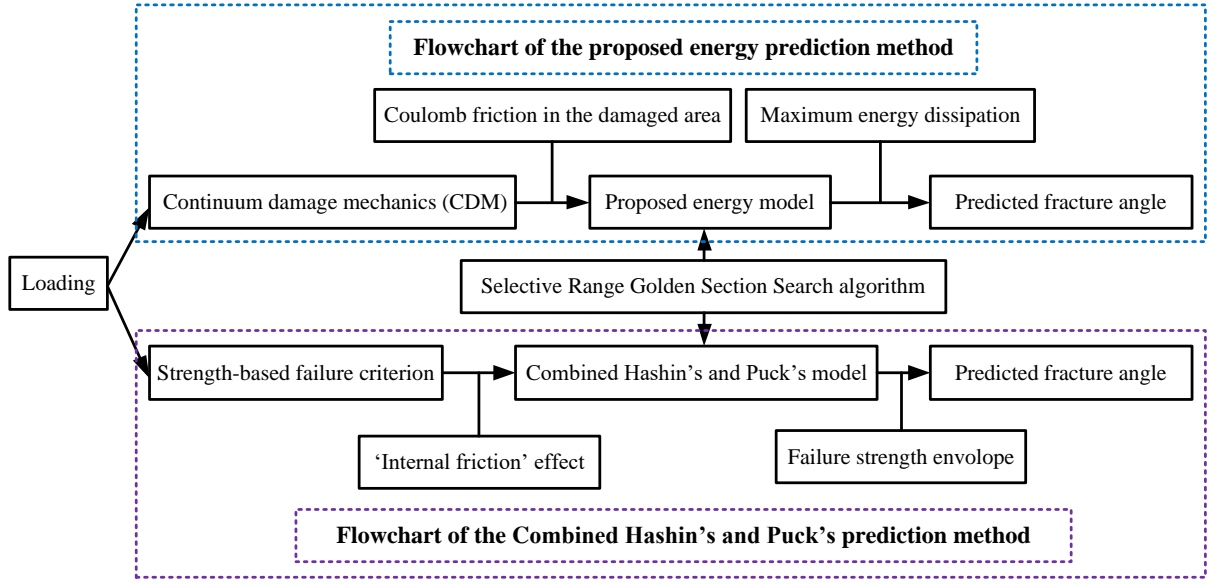 Flowchart of the proposed energy prediction method
Coulomb friction in the damaged area
Maximum energy dissipation
Continuum damage mechanics (CDM)
Proposed energy model
Predicted fracture angle
Loading
Selective Range Golden Section Search algorithm
Strength-based failure criterion
Combined Hashin’s and Puck’s model
Predicted fracture angle
‘Internal friction’ effect
Failure strength envolope
Flowchart of the Combined Hashin’s and Puck’s prediction method